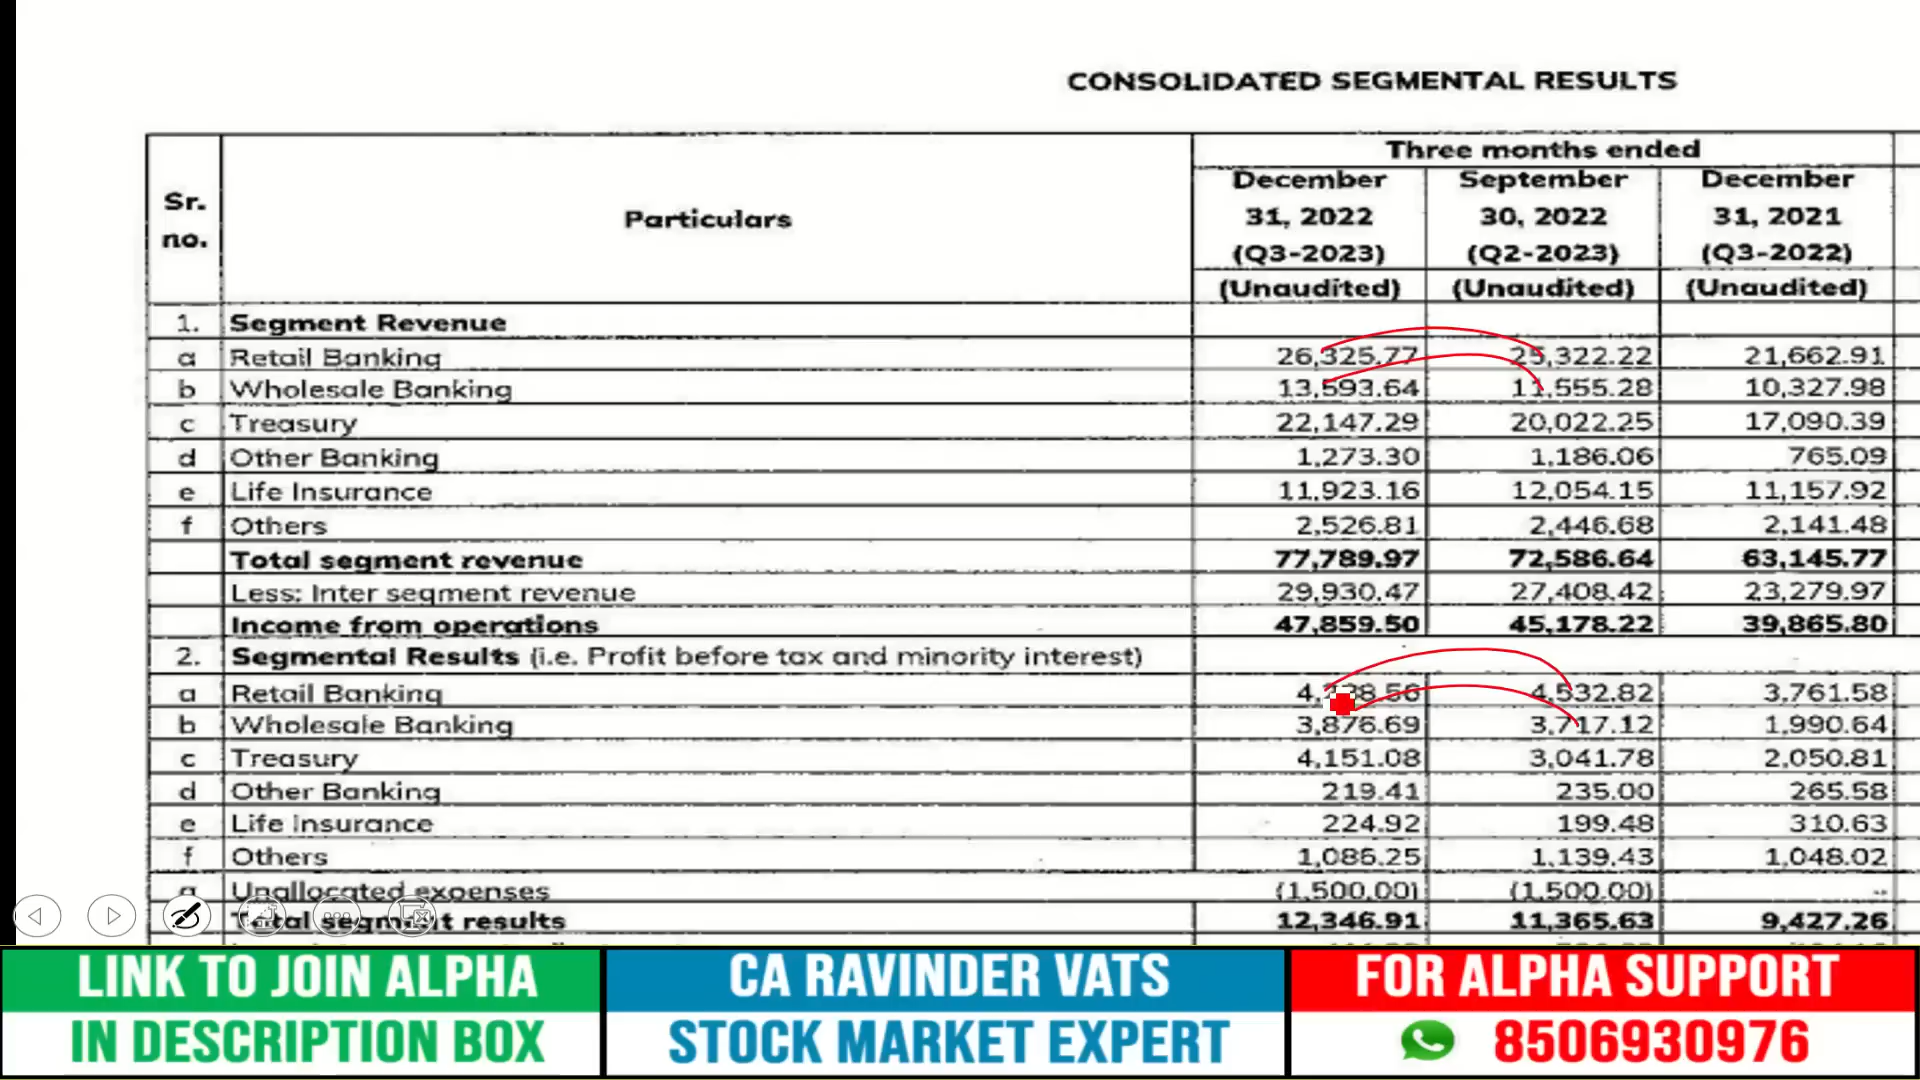 CONSOLIDATED SEGMENTAL RESULTS
Sr. no. Particulars Three months ended
December 31, 2022 (Q3-2023) September 30, 2022 (Q2-2023) December 31, 2021 (Q3-2022)
(Unaudited) (Unaudited) (Unaudited)
1. Segment Revenue
a Retail Banking 26,325.77 25,322.22 21,662.91
b Wholesale Banking 13,593.64 11,555.28 10,327.98
c Treasury 22,147.29 20,022.25 17,090.39
d Other Banking 1,273.30 1,186.06 765.09
e Life Insurance 11,923.16 12,054.15 11,157.92
f Others 2,526.81 2,446.68 2,141.48
Total segment revenue 77,789.97 72,586.64 63,145.77
Less: Inter segment revenue 29,930.47 27,408.42 23,279.97
Income from operations 47,859.50 45,178.22 39,865.80
2. Segmental Results (i.e. Profit before tax and minority interest)
a Retail Banking 4,532.82 3,761.58
b Wholesale Banking 3,876.69 3,717.12 1,990.64
c Treasury 4,151.08 3,041.78 2,050.81
d Other Banking 219.41 235.00 265.58
e Life Insurance 224.92 199.48 310.63
f Others 1,086.25 1,139.43 1,048.02
g Unallocated expenses (1,500.00) (1,500.00) --
Total segment results 12,346.91 11,365.63 9,427.26
LINK TO JOIN ALPHA
IN DESCRIPTION BOX
CA RAVINDER VATS
STOCK MARKET EXPERT
FOR ALPHA SUPPORT
8506930976